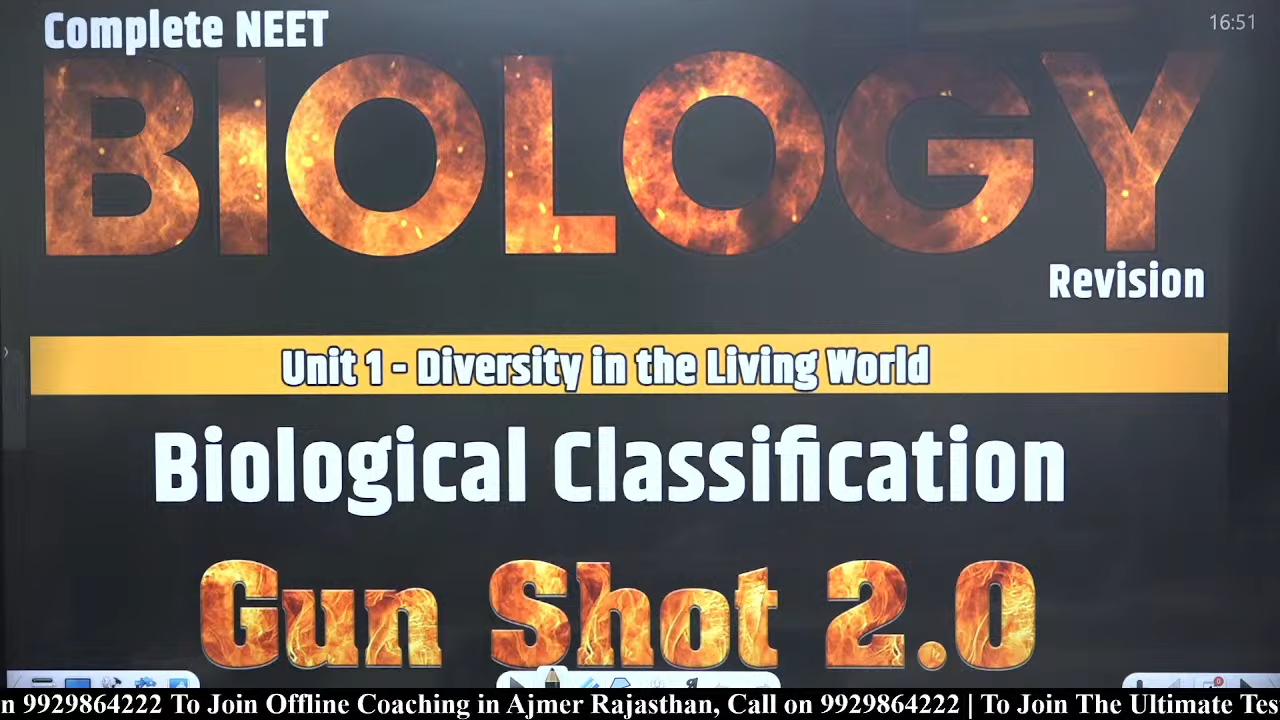 Complete NEET
16:51
BIOLOGY
Revision
Unit 1 - Diversity in the Living World
Biological Classification
Gun Shot 2.0
n 9929864222 To Join Offline Coaching in Ajmer Rajasthan, Call on 9929864222 | To Join The Ultimate Tes